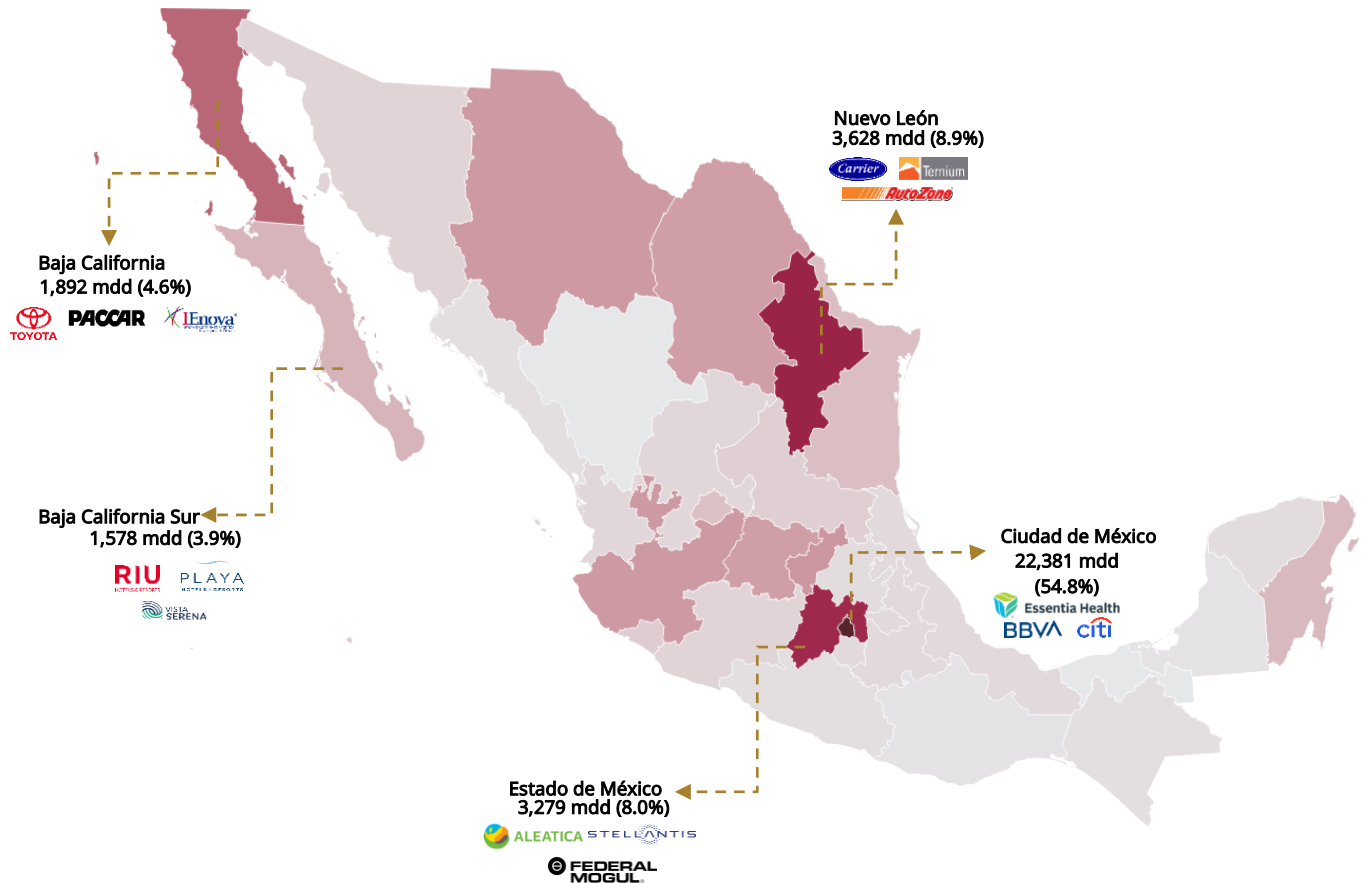 Nuevo León
3,628 mdd (8.9%)
Carrier
Ternium
AutoZone
Baja California
1,892 mdd (4.6%)
TOYOTA
PACCAR
IEnova
Baja California Sur
1,578 mdd (3.9%)
RIU
HOTELS & RESORTS
PLAYA
HOTELS & RESORTS
VISTA
SERENA
Ciudad de México
22,381 mdd
(54.8%)
Essentia Health
BBVA
citi
Estado de México
3,279 mdd (8.0%)
ALEATICA
STELLANTIS
FEDERAL
MOGUL